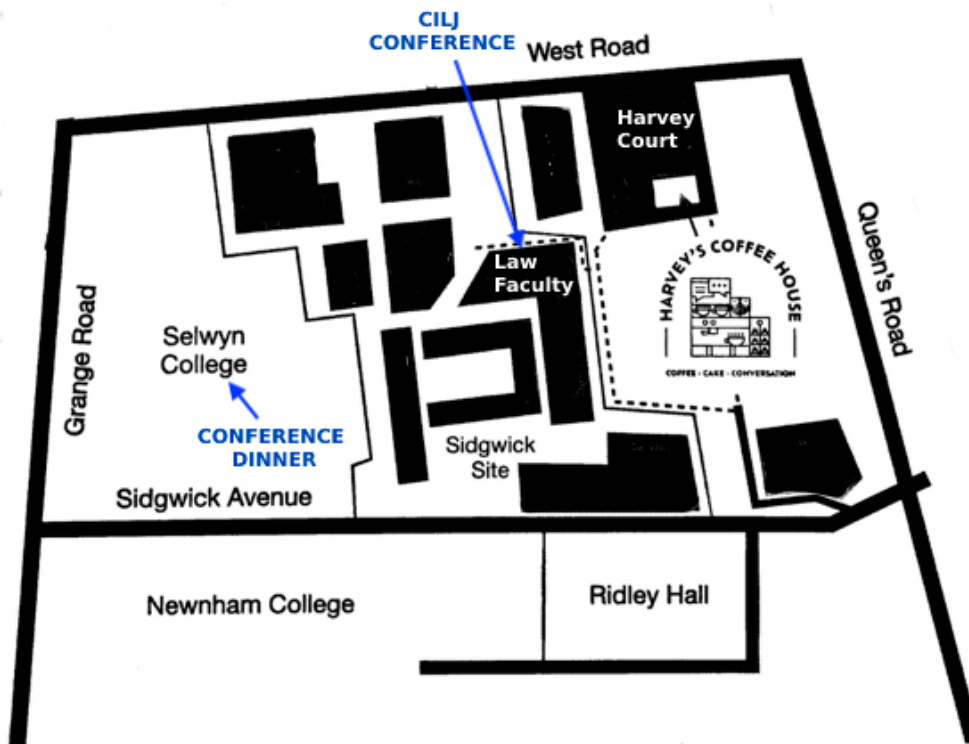 CILJ
CONFERENCE
West Road
Harvey
Court
Law
Faculty
HARVEY'S COFFEE HOUSE
COFFEE · CAKE · CONVERSATION
Queen's Road
Grange Road
Selwyn
College
CONFERENCE
DINNER
Sidgwick
Site
Sidgwick Avenue
Newnham College
Ridley Hall